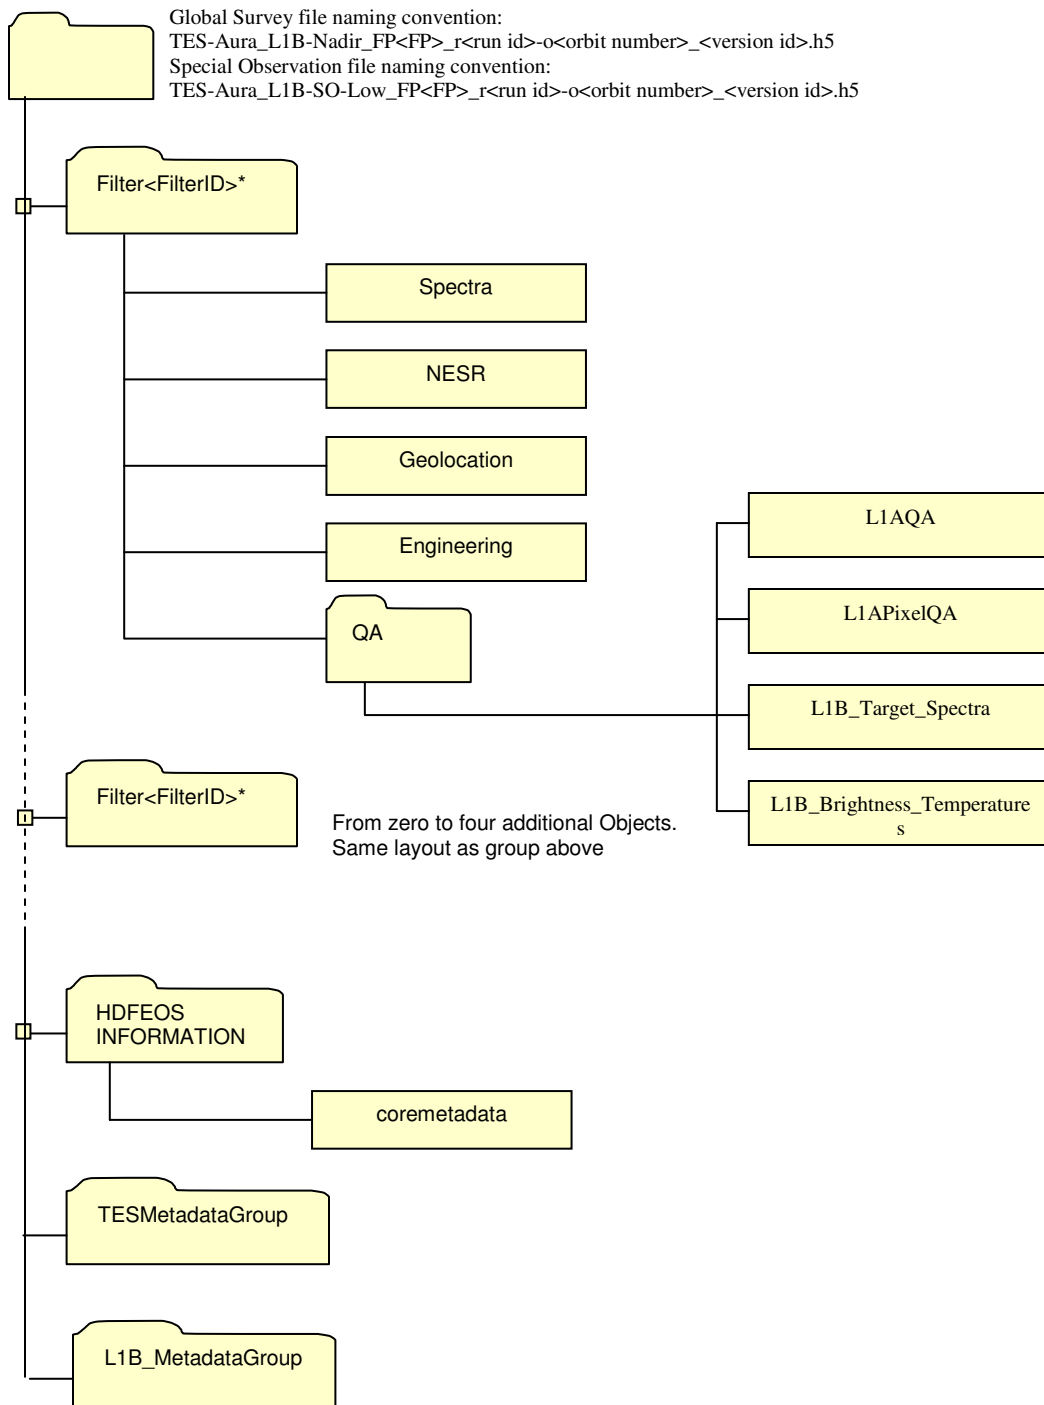 Global Survey file naming convention:
TES-Aura_L1B-Nadir_FP<FP>_r<run id>-o<orbit number>_<version id>.h5
Special Observation file naming convention:
TES-Aura_L1B-SO-Low_FP<FP>_r<run id>-o<orbit number>_<version id>.h5
Filter<FilterID>*
Spectra
NESR
Geolocation
Engineering
QA
L1AQA
L1APixelQA
L1B_Target_Spectra
L1B_Brightness_Temperature
s
Filter<FilterID>*
From zero to four additional Objects.
Same layout as group above
HDFEOS
INFORMATION
coremetadata
TESMetadataGroup
L1B_MetadataGroup